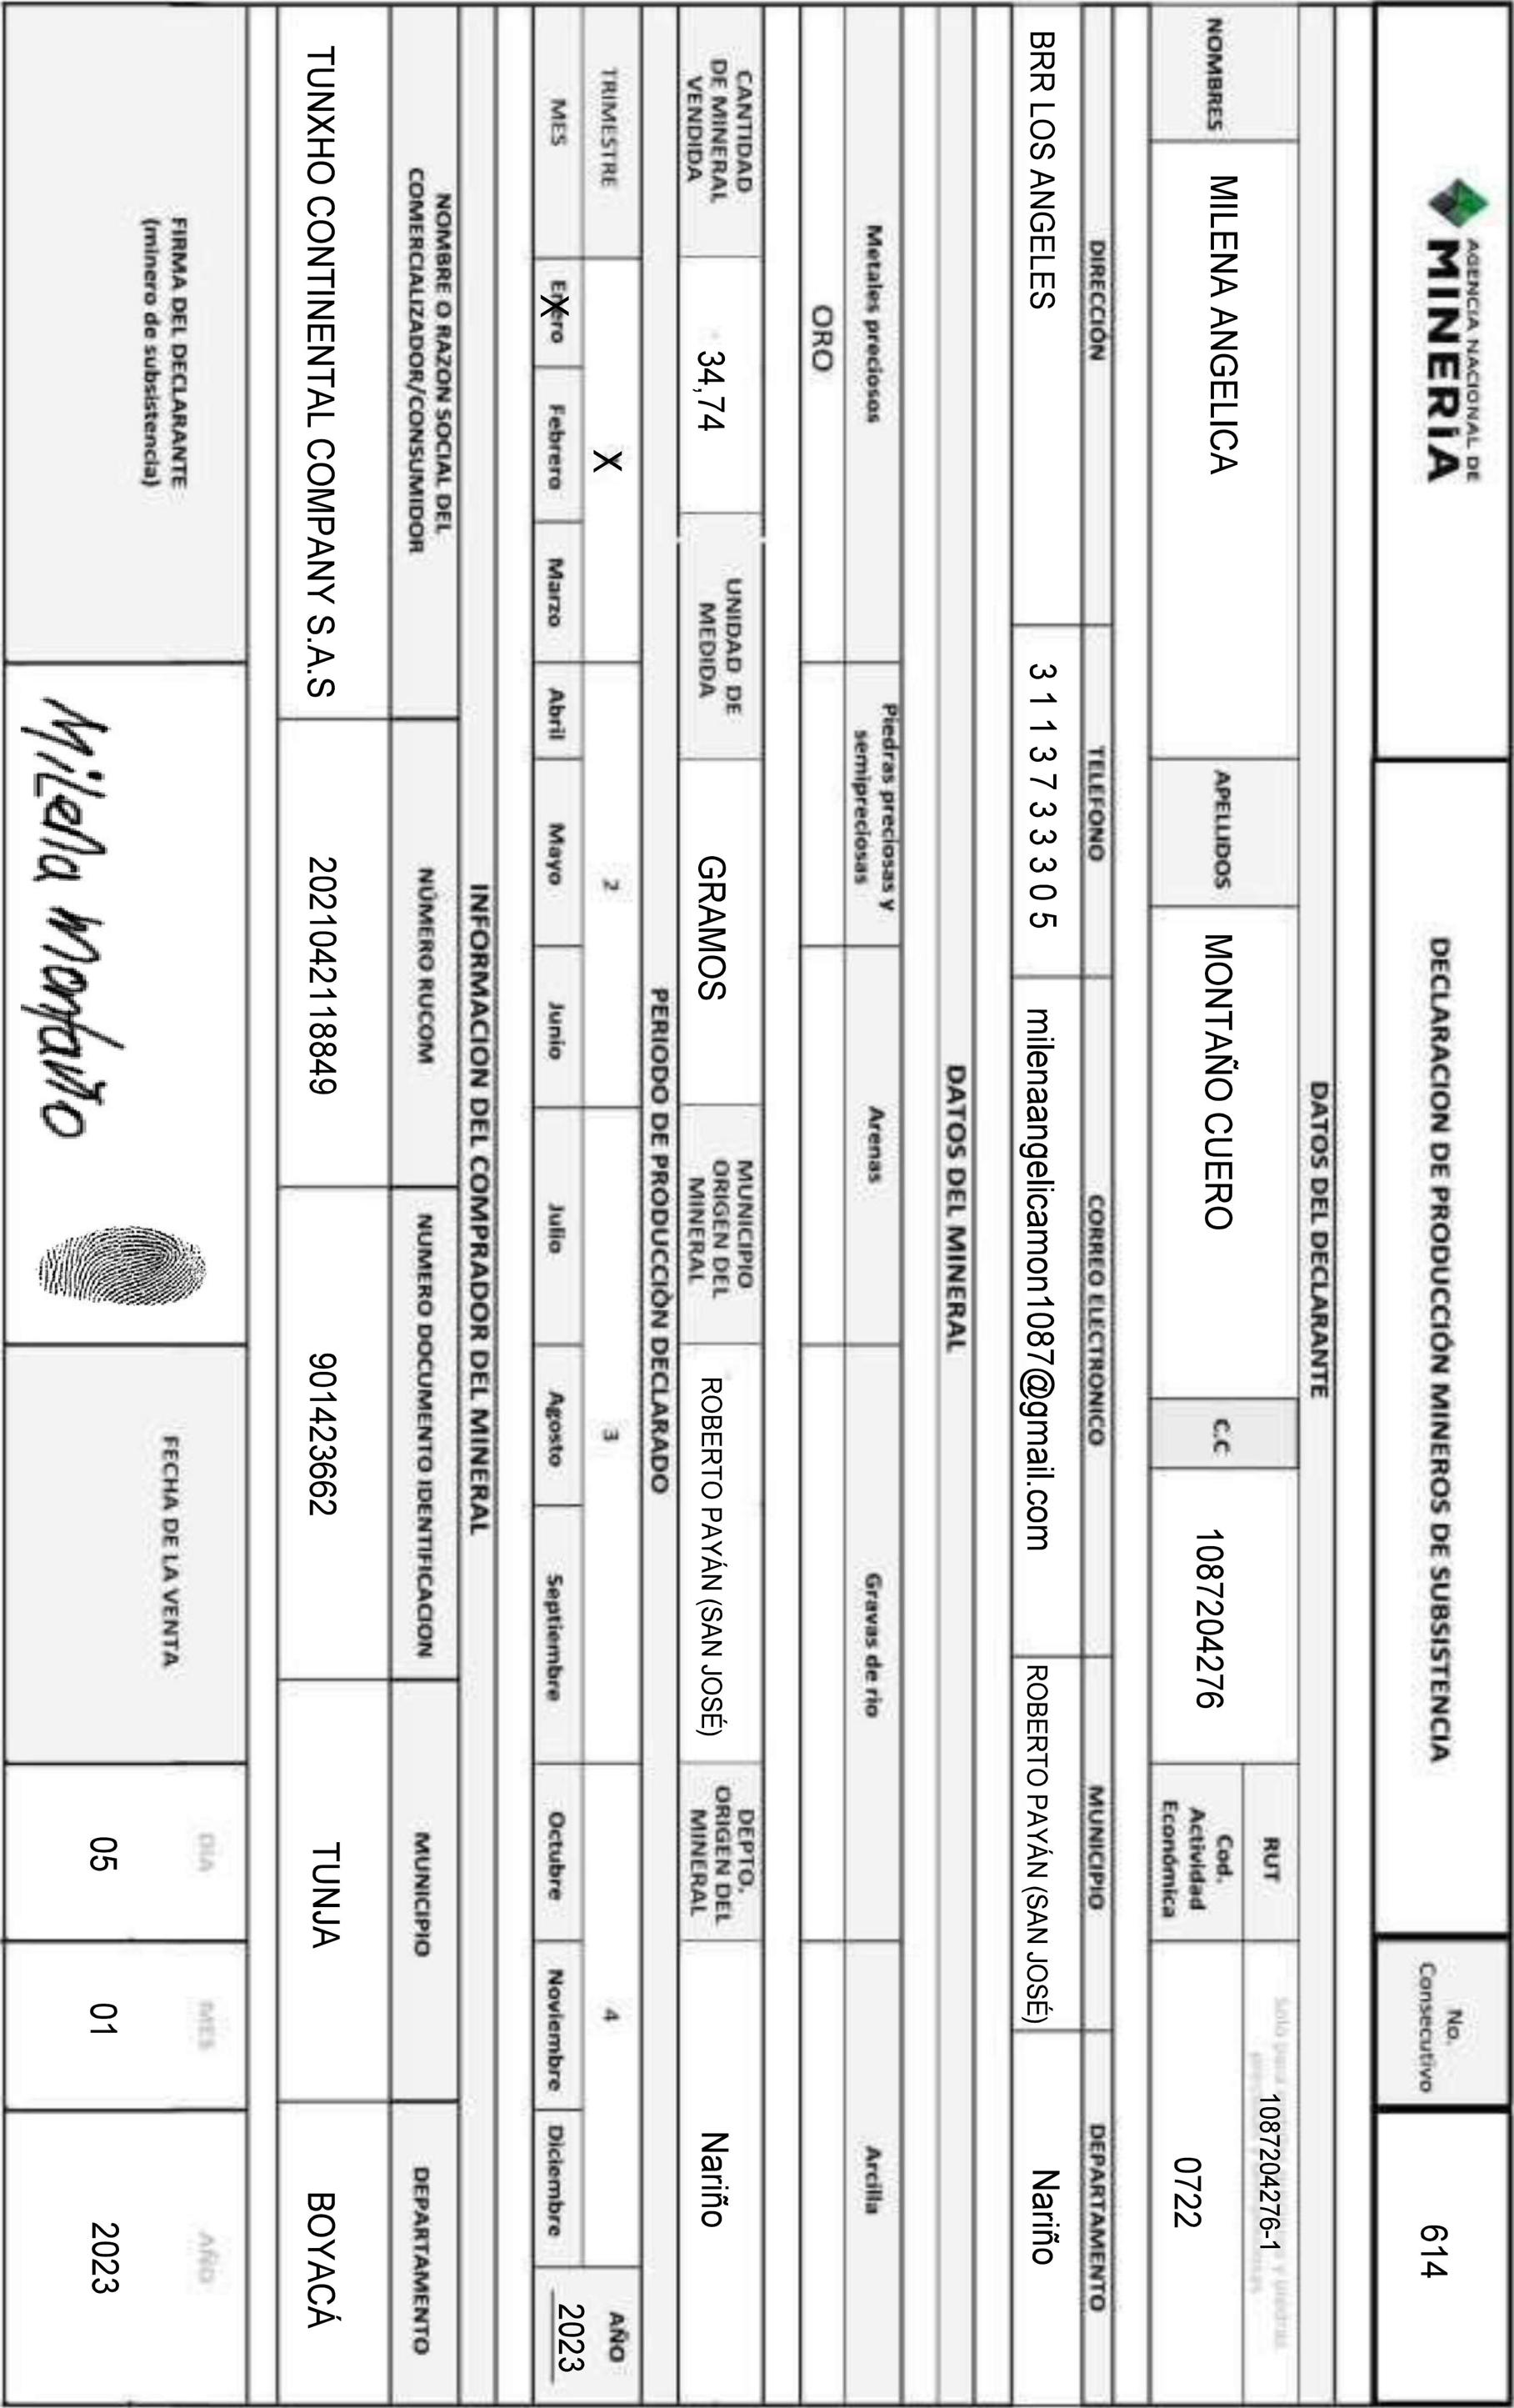 AGENCIA NACIONAL DE
MINERÍA
DECLARACION DE PRODUCCIÓN MINEROS DE SUBSISTENCIA
No.
Consecutivo
614
DATOS DEL DECLARANTE
NOMBRES
MILENA ANGELICA
APELLIDOS
MONTAÑO CUERO
C.C
1087204276
RUT
1087204276-1
Cod.
Actividad
Económica
0722
DIRECCIÓN
TELEFONO
CORREO ELECTRONICO
MUNICIPIO
DEPARTAMENTO
BRR LOS ANGELES
3 1 1 3 7 3 3 3 0 5
milenaangelicamon1087@gmail.com
ROBERTO PAYÁN (SAN JOSÉ)
Nariño
DATOS DEL MINERAL
Metales preciosos
Piedras preciosas y
semipreciosas
Arenas
Gravas de rio
Arcilla
ORO
CANTIDAD
DE MINERAL
VENDIDA
34,74
UNIDAD DE
MEDIDA
GRAMOS
MUNICIPIO
ORIGEN DEL
MINERAL
ROBERTO PAYÁN (SAN JOSÉ)
DEPTO.
ORIGEN DEL
MINERAL
Nariño
PERIODO DE PRODUCCIÓN DECLARADO
TRIMESTRE
X
2
3
4
AÑO
MES
Enero
X
Febrero
Marzo
Abril
Mayo
Junio
Julio
Agosto
Septiembre
Octubre
Noviembre
Diciembre
2023
INFORMACION DEL COMPRADOR DEL MINERAL
NOMBRE O RAZON SOCIAL DEL
COMERCIALIZADOR/CONSUMIDOR
NÚMERO RUCOM
NUMERO DOCUMENTO IDENTIFICACION
MUNICIPIO
DEPARTAMENTO
TUNXHO CONTINENTAL COMPANY S.A.S
2021042118849
901423662
TUNJA
BOYACÁ
FIRMA DEL DECLARANTE
(minero de subsistencia)
Milena Montaño
FECHA DE LA VENTA
DIA
MES
AÑO
05
01
2023